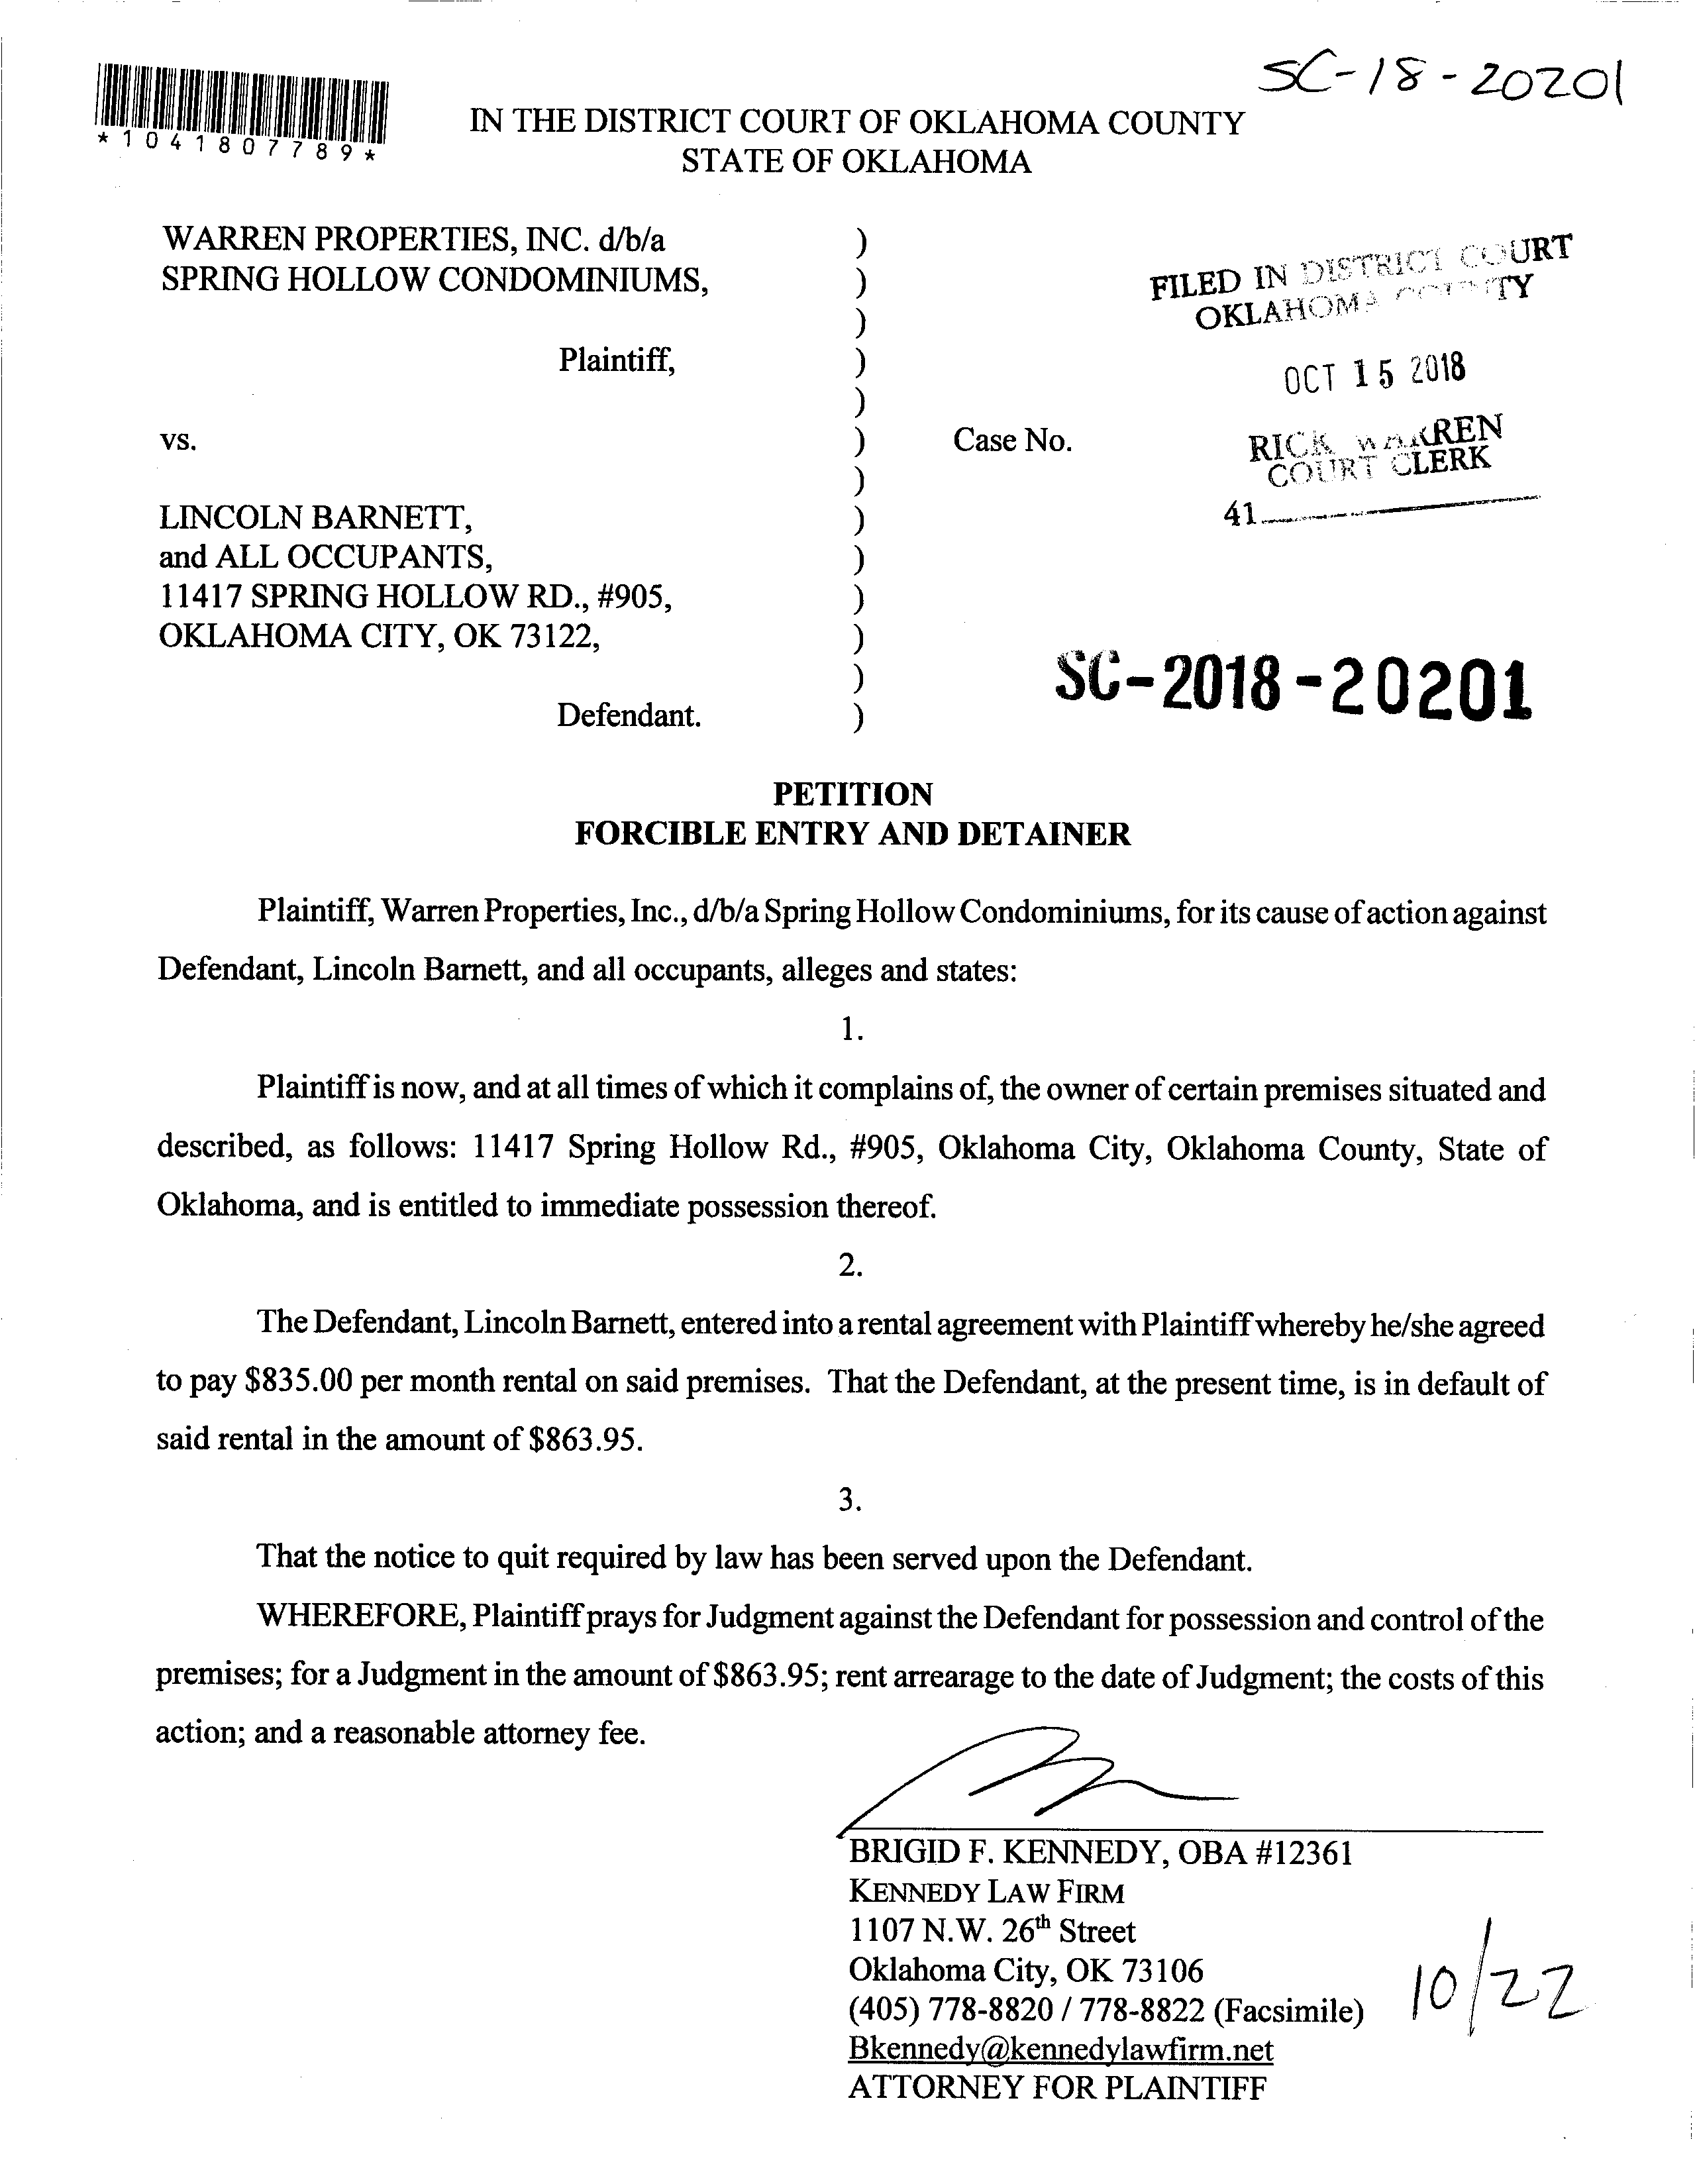 SC-18-20201
*1041807789*
IN THE DISTRICT COURT OF OKLAHOMA COUNTY
STATE OF OKLAHOMA
WARREN PROPERTIES, INC. d/b/a )
SPRING HOLLOW CONDOMINIUMS, )
)
Plaintiff, )
)
vs. ) Case No.
)
LINCOLN BARNETT, )
and ALL OCCUPANTS, )
11417 SPRING HOLLOW RD., #905, )
OKLAHOMA CITY, OK 73122, )
)
Defendant. )
FILED IN DISTRICT COURT
OKLAHOMA COUNTY
OCT 15 2018
RICK WARREN
COURT CLERK
41
SC-2018-20201
PETITION
FORCIBLE ENTRY AND DETAINER
Plaintiff, Warren Properties, Inc., d/b/a Spring Hollow Condominiums, for its cause of action against
Defendant, Lincoln Barnett, and all occupants, alleges and states:
1.
Plaintiff is now, and at all times of which it complains of, the owner of certain premises situated and
described, as follows: 11417 Spring Hollow Rd., #905, Oklahoma City, Oklahoma County, State of
Oklahoma, and is entitled to immediate possession thereof.
2.
The Defendant, Lincoln Barnett, entered into a rental agreement with Plaintiff whereby he/she agreed
to pay $835.00 per month rental on said premises. That the Defendant, at the present time, is in default of
said rental in the amount of $863.95.
3.
That the notice to quit required by law has been served upon the Defendant.
WHEREFORE, Plaintiff prays for Judgment against the Defendant for possession and control of the
premises; for a Judgment in the amount of $863.95; rent arrearage to the date of Judgment; the costs of this
action; and a reasonable attorney fee.
BRIGID F. KENNEDY, OBA #12361
KENNEDY LAW FIRM
1107 N.W. 26th Street
Oklahoma City, OK 73106
(405) 778-8820 / 778-8822 (Facsimile)
Bkennedy@kennedylawfirm.net
ATTORNEY FOR PLAINTIFF
10/22